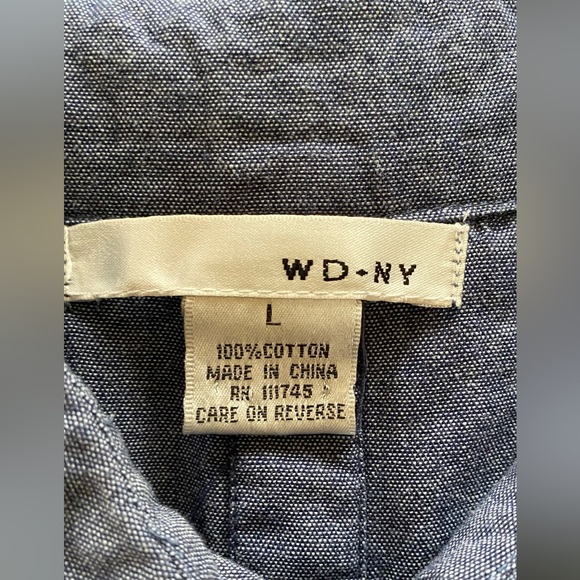 WD•NY
L
100%COTTON
MADE IN CHINA
RN 111745
CARE ON REVERSE